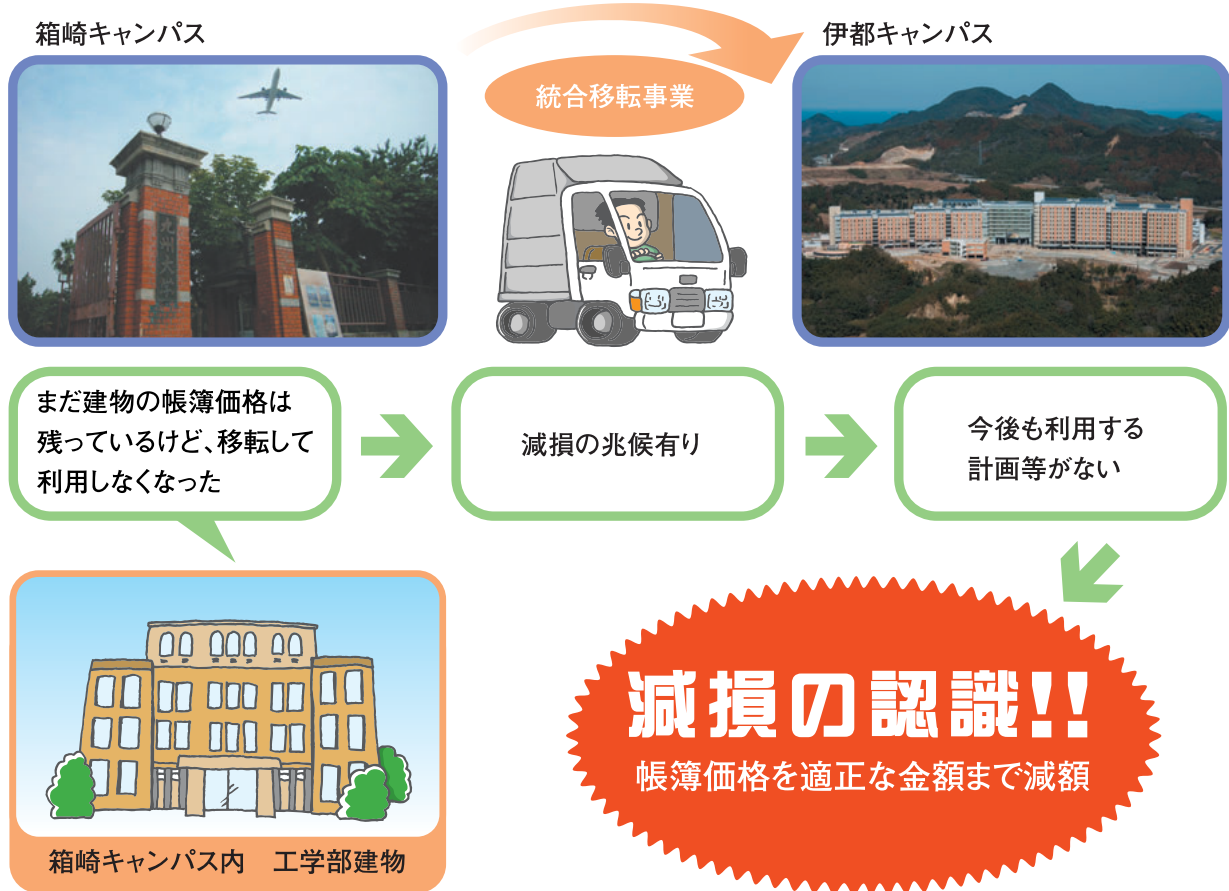 箱崎キャンパス
伊都キャンパス
統合移転事業
まだ建物の帳簿価格は
残っているけど、移転して
利用しなくなった
減損の兆候有り
今後も利用する
計画等がない
減損の認識!!
帳簿価格を適正な金額まで減額
箱崎キャンパス内　工学部建物